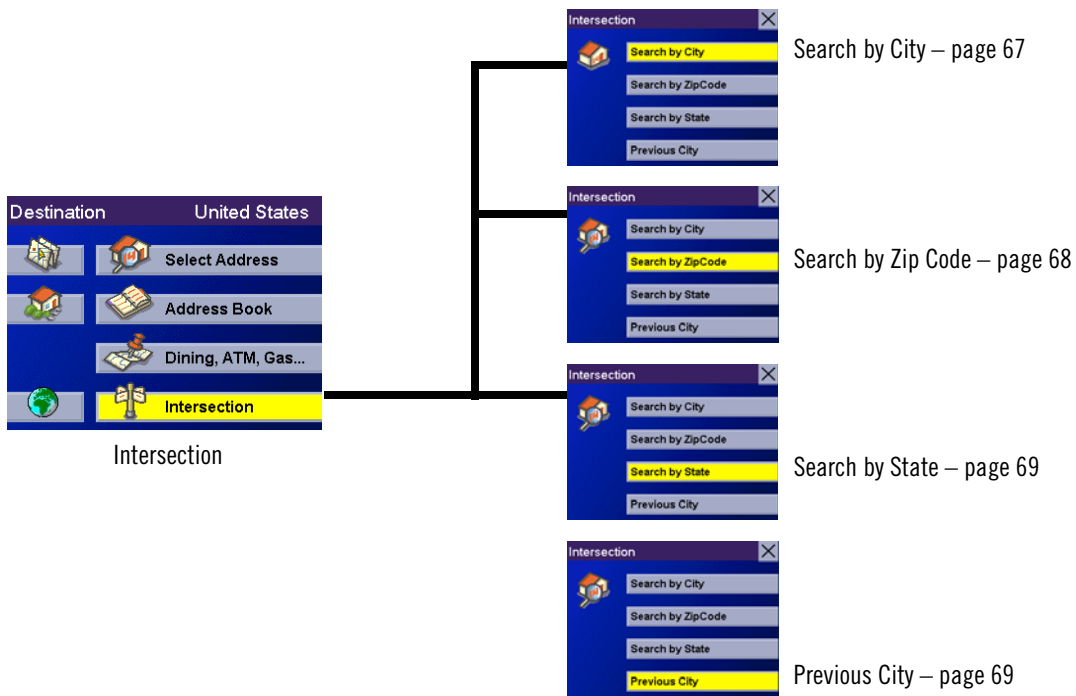 Destination United States
Select Address
Address Book
Dining, ATM, Gas...
Intersection
Intersection
Intersection
Search by City
Search by ZipCode
Search by State
Previous City
Search by City – page 67
Intersection
Search by City
Search by ZipCode
Search by State
Previous City
Search by Zip Code – page 68
Intersection
Search by City
Search by ZipCode
Search by State
Previous City
Search by State – page 69
Intersection
Search by City
Search by ZipCode
Search by State
Previous City
Previous City – page 69